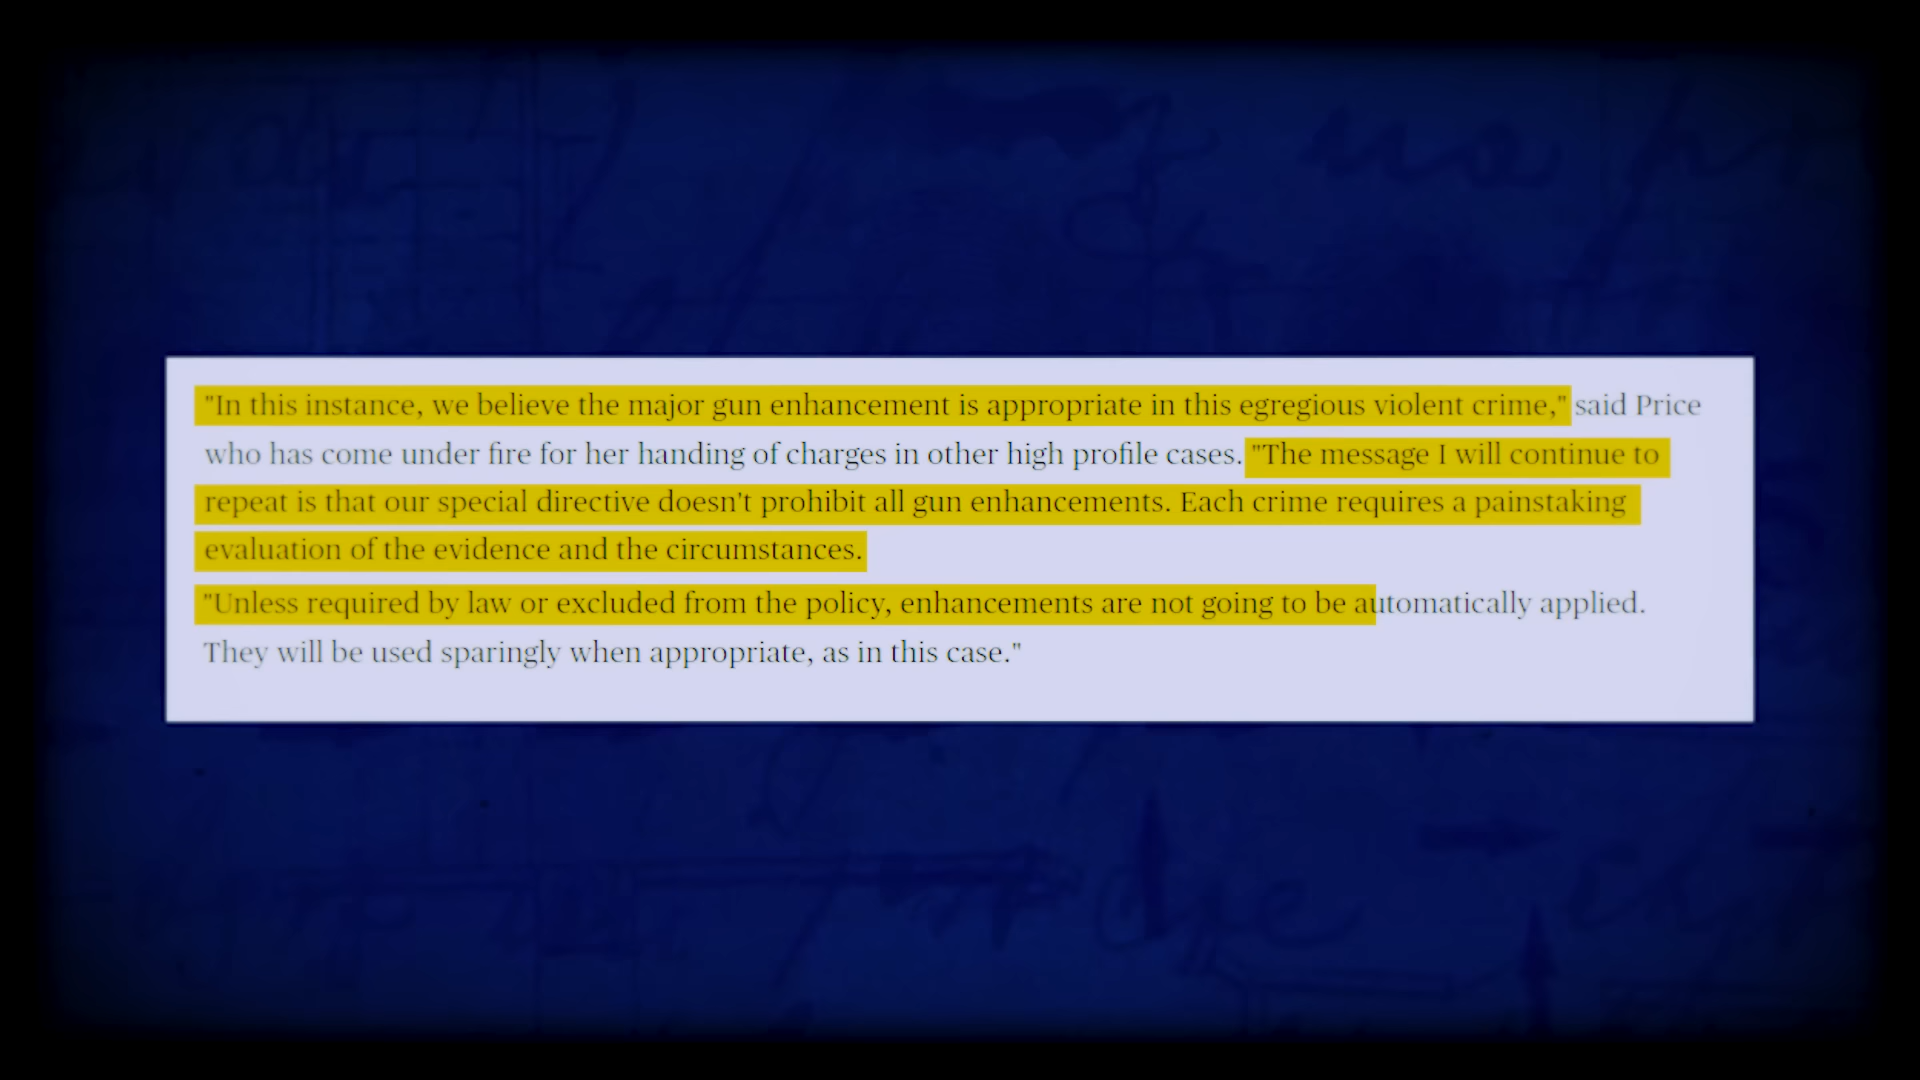 "In this instance, we believe the major gun enhancement is appropriate in this egregious violent crime," said Price
who has come under fire for her handing of charges in other high profile cases. "The message I will continue to
repeat is that our special directive doesn't prohibit all gun enhancements. Each crime requires a painstaking
evaluation of the evidence and the circumstances.
"Unless required by law or excluded from the policy, enhancements are not going to be automatically applied.
They will be used sparingly when appropriate, as in this case."